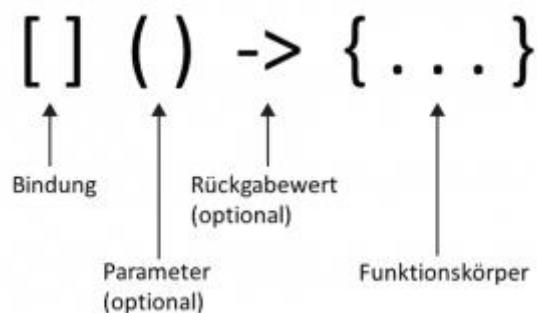 [ ] ( ) -> { . . . }
Bindung
Rückgabewert
(optional)
Parameter
(optional)
Funktionskörper